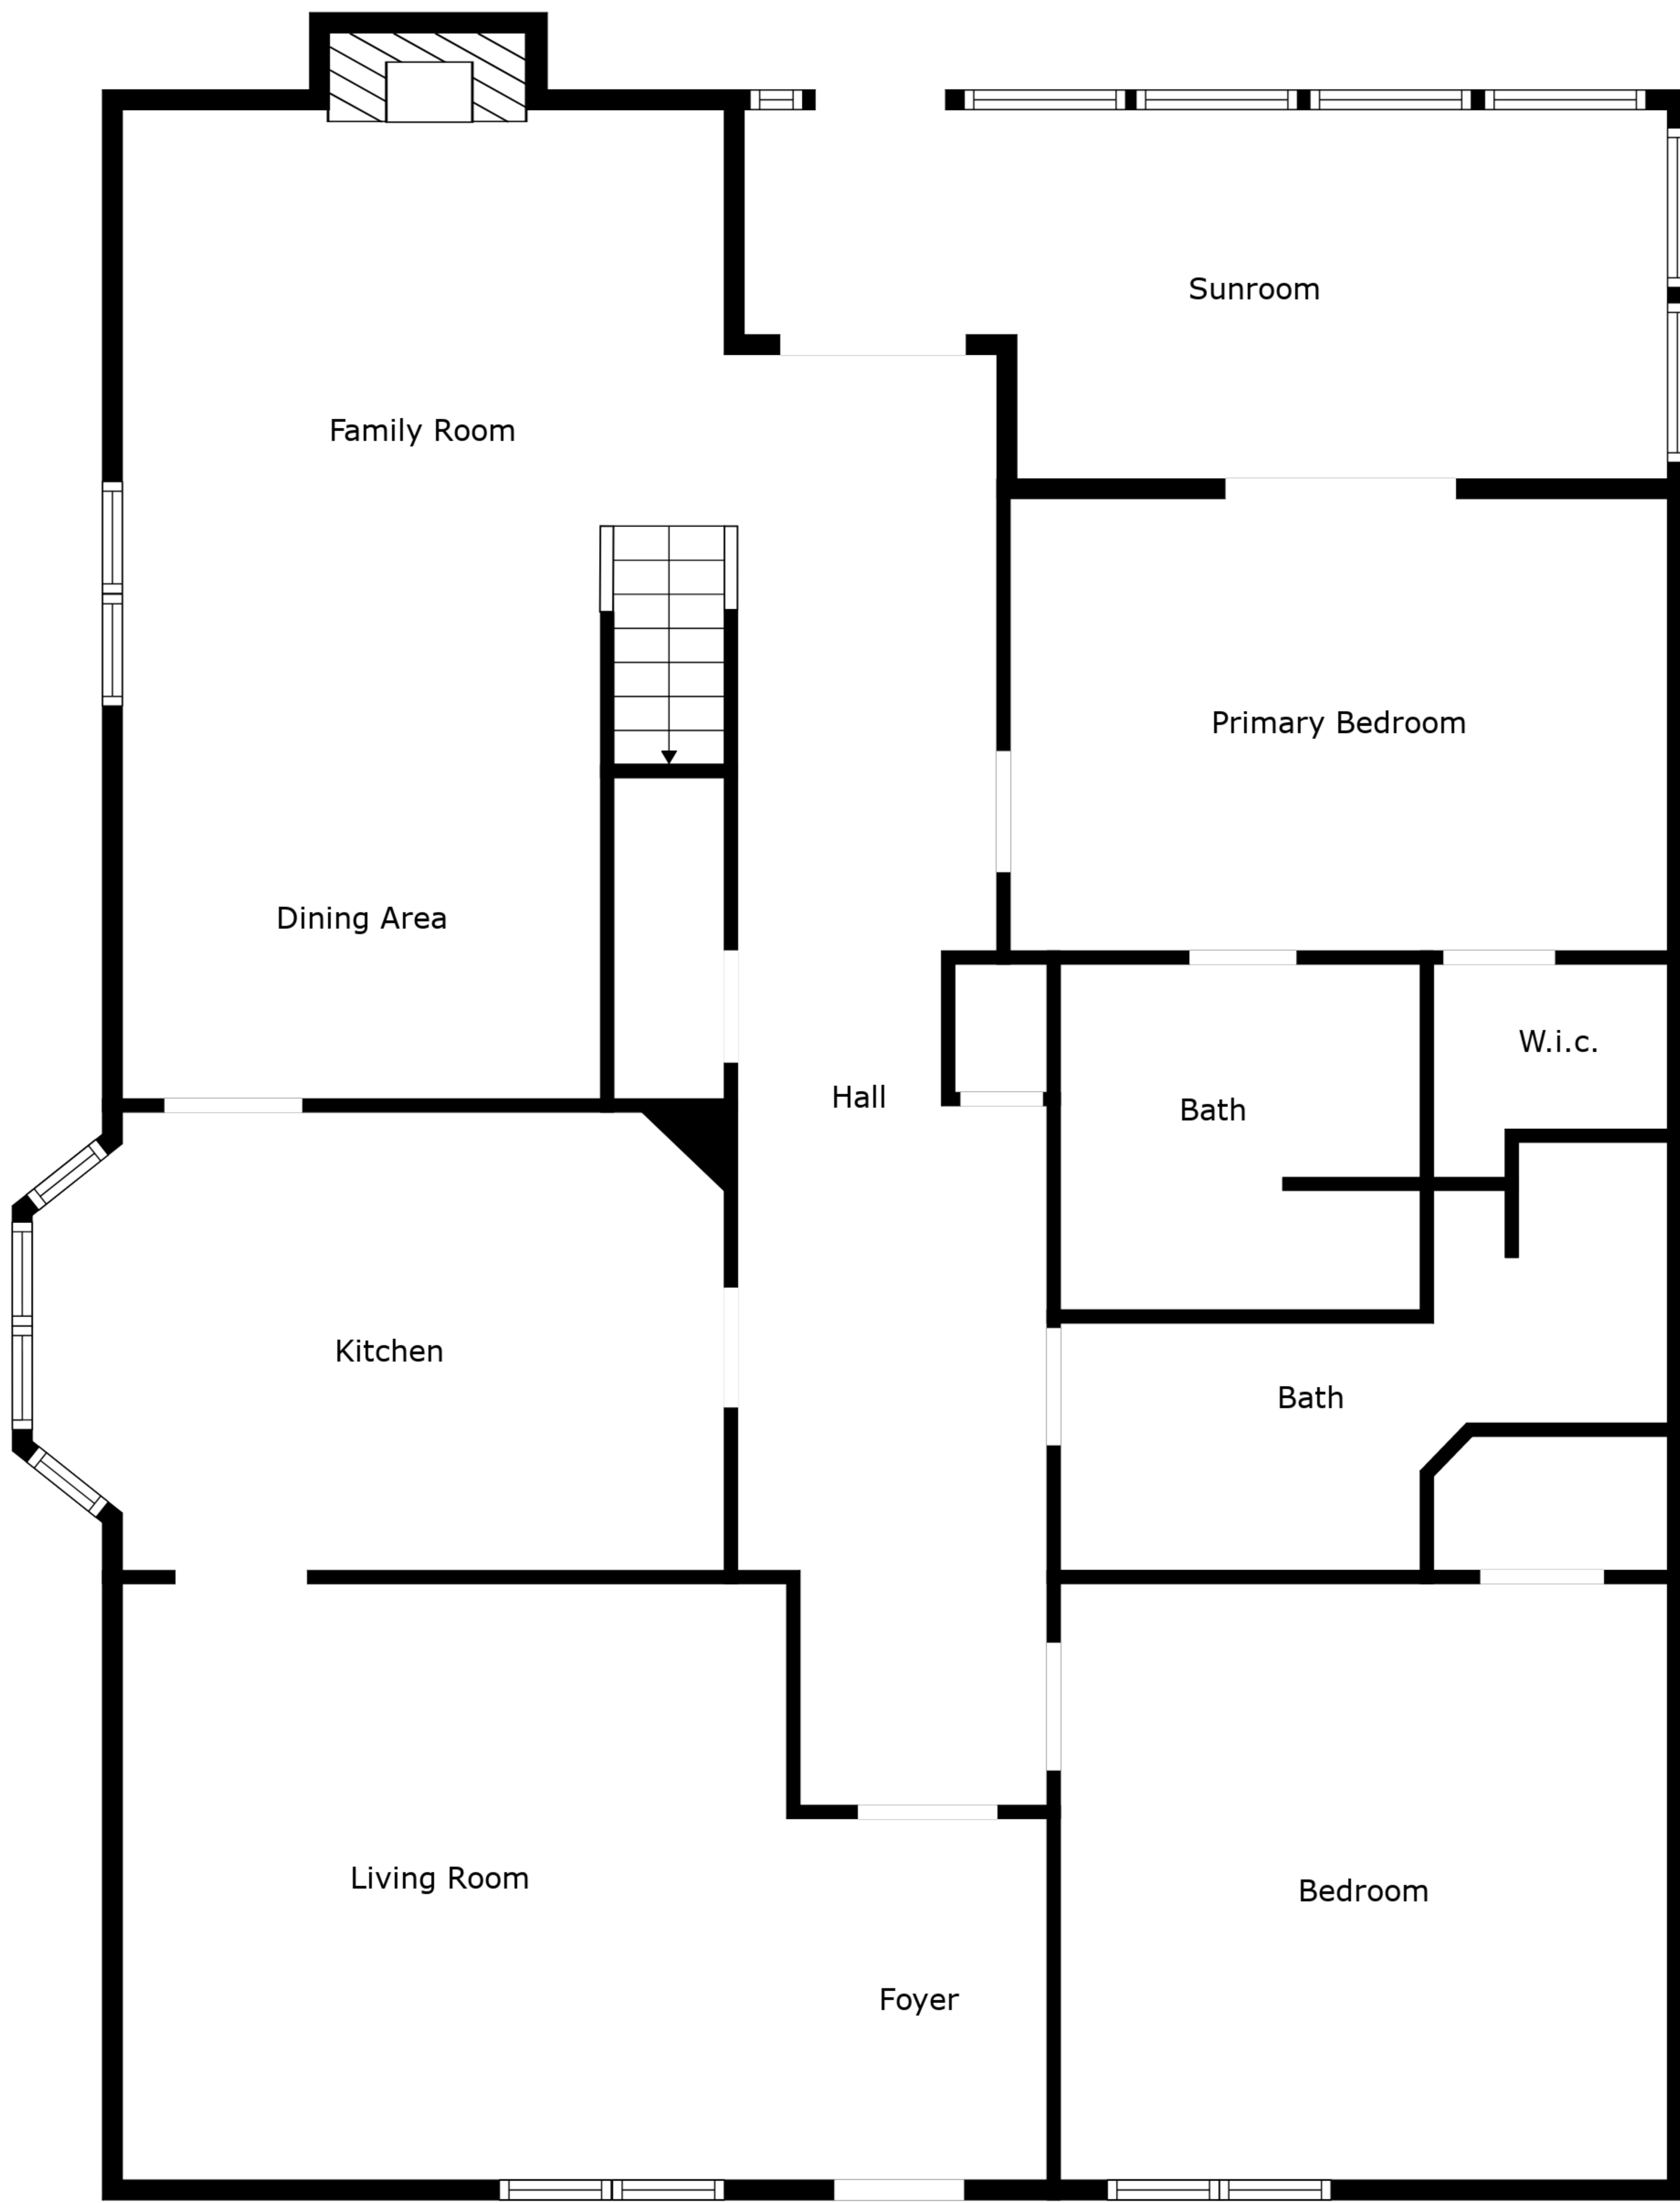 Sunroom
Family Room
Primary Bedroom
Dining Area
W.i.c.
Hall
Bath
Kitchen
Bath
Living Room
Bedroom
Foyer